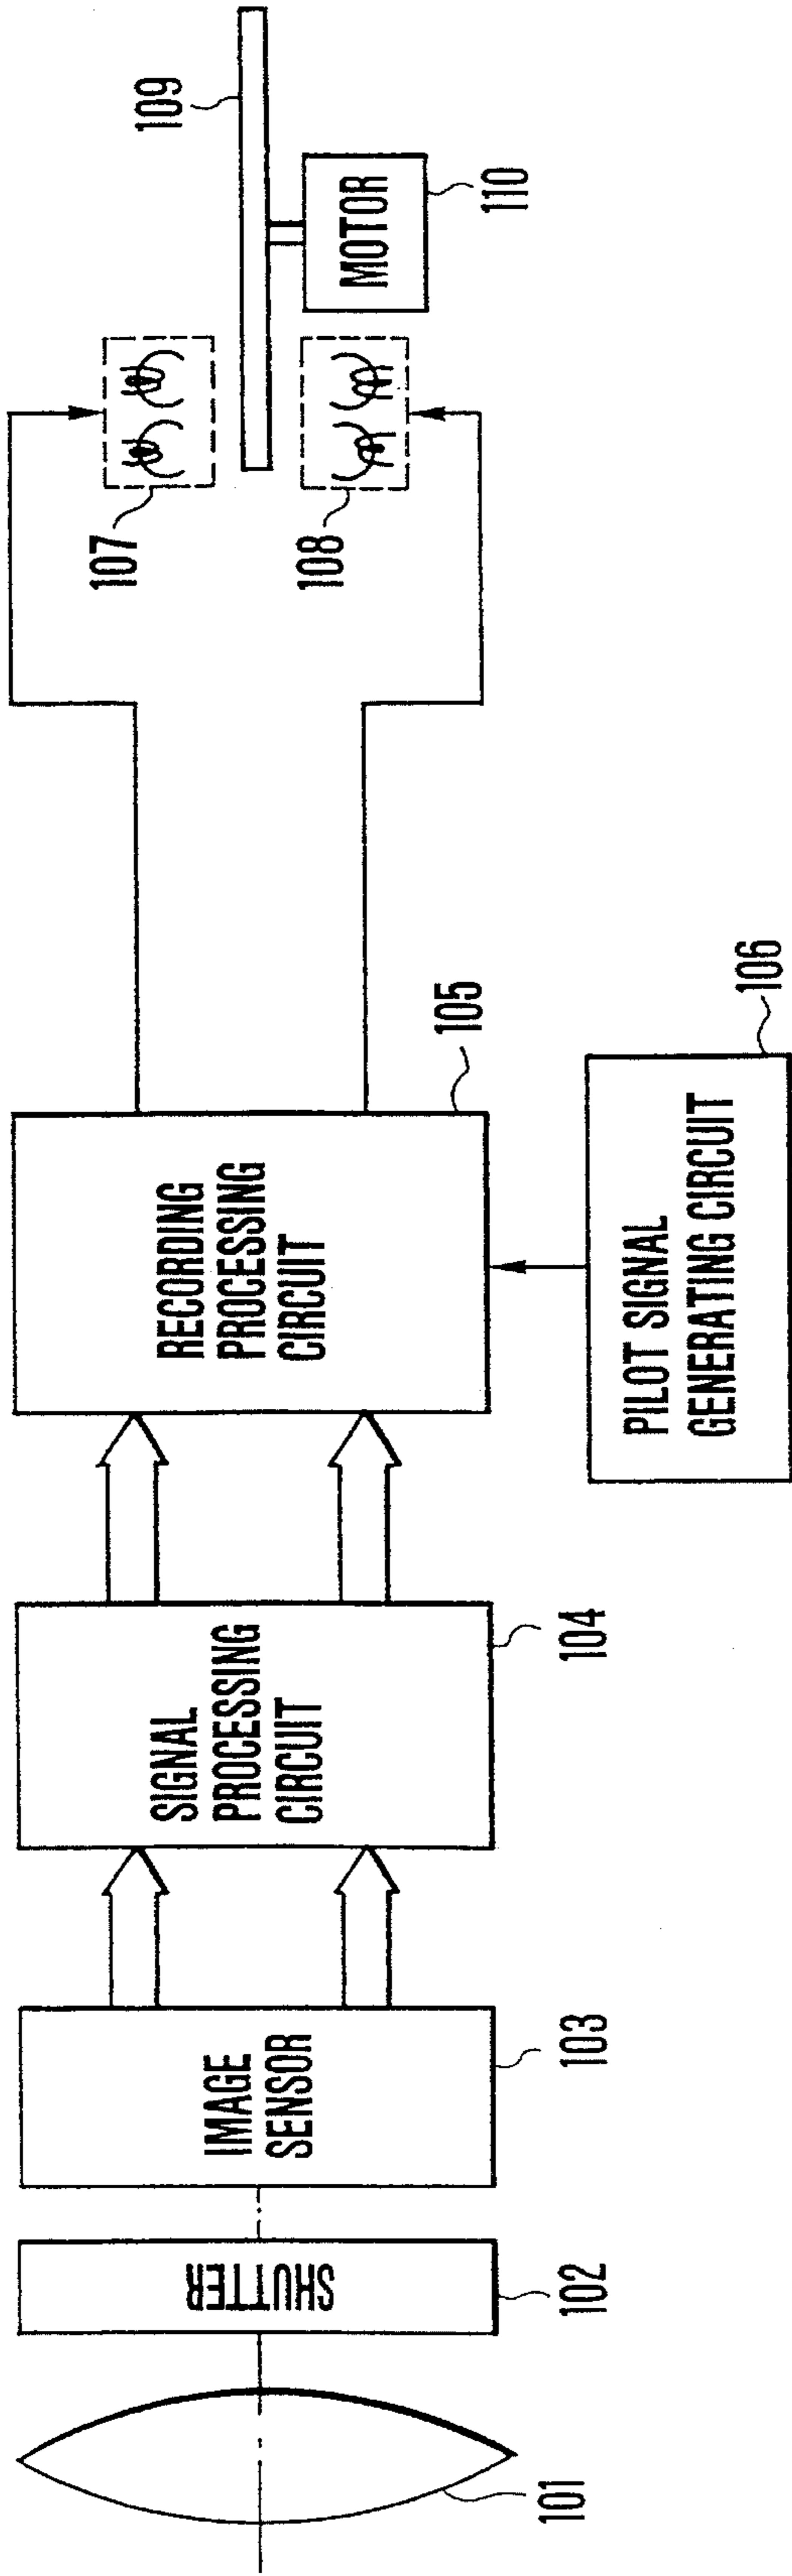 101
SHUTTER
102
IMAGE
SENSOR
103
SIGNAL
PROCESSING
CIRCUIT
104
RECORDING
PROCESSING
CIRCUIT
105
PILOT SIGNAL
GENERATING CIRCUIT
106
107
108
109
MOTOR
110